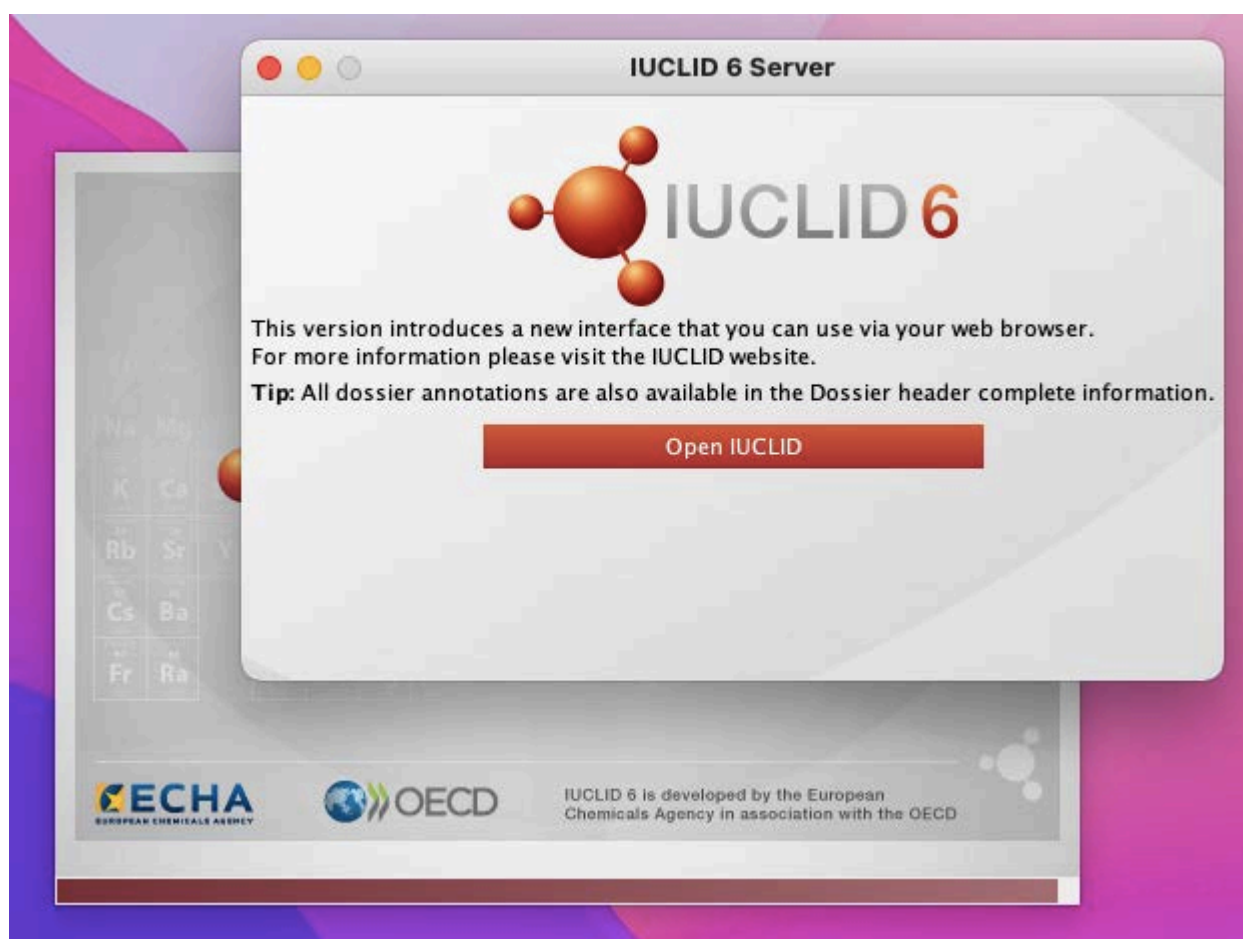 IUCLID 6 Server
IUCLID 6
This version introduces a new interface that you can use via your web browser.
For more information please visit the IUCLID website.
Tip: All dossier annotations are also available in the Dossier header complete information.
Open IUCLID
Na Mg
K Ca
Rb Sr Y
Cs Ba
Fr Ra
ECHA
EUROPEAN CHEMICALS AGENCY
OECD
IUCLID 6 is developed by the European
Chemicals Agency in association with the OECD